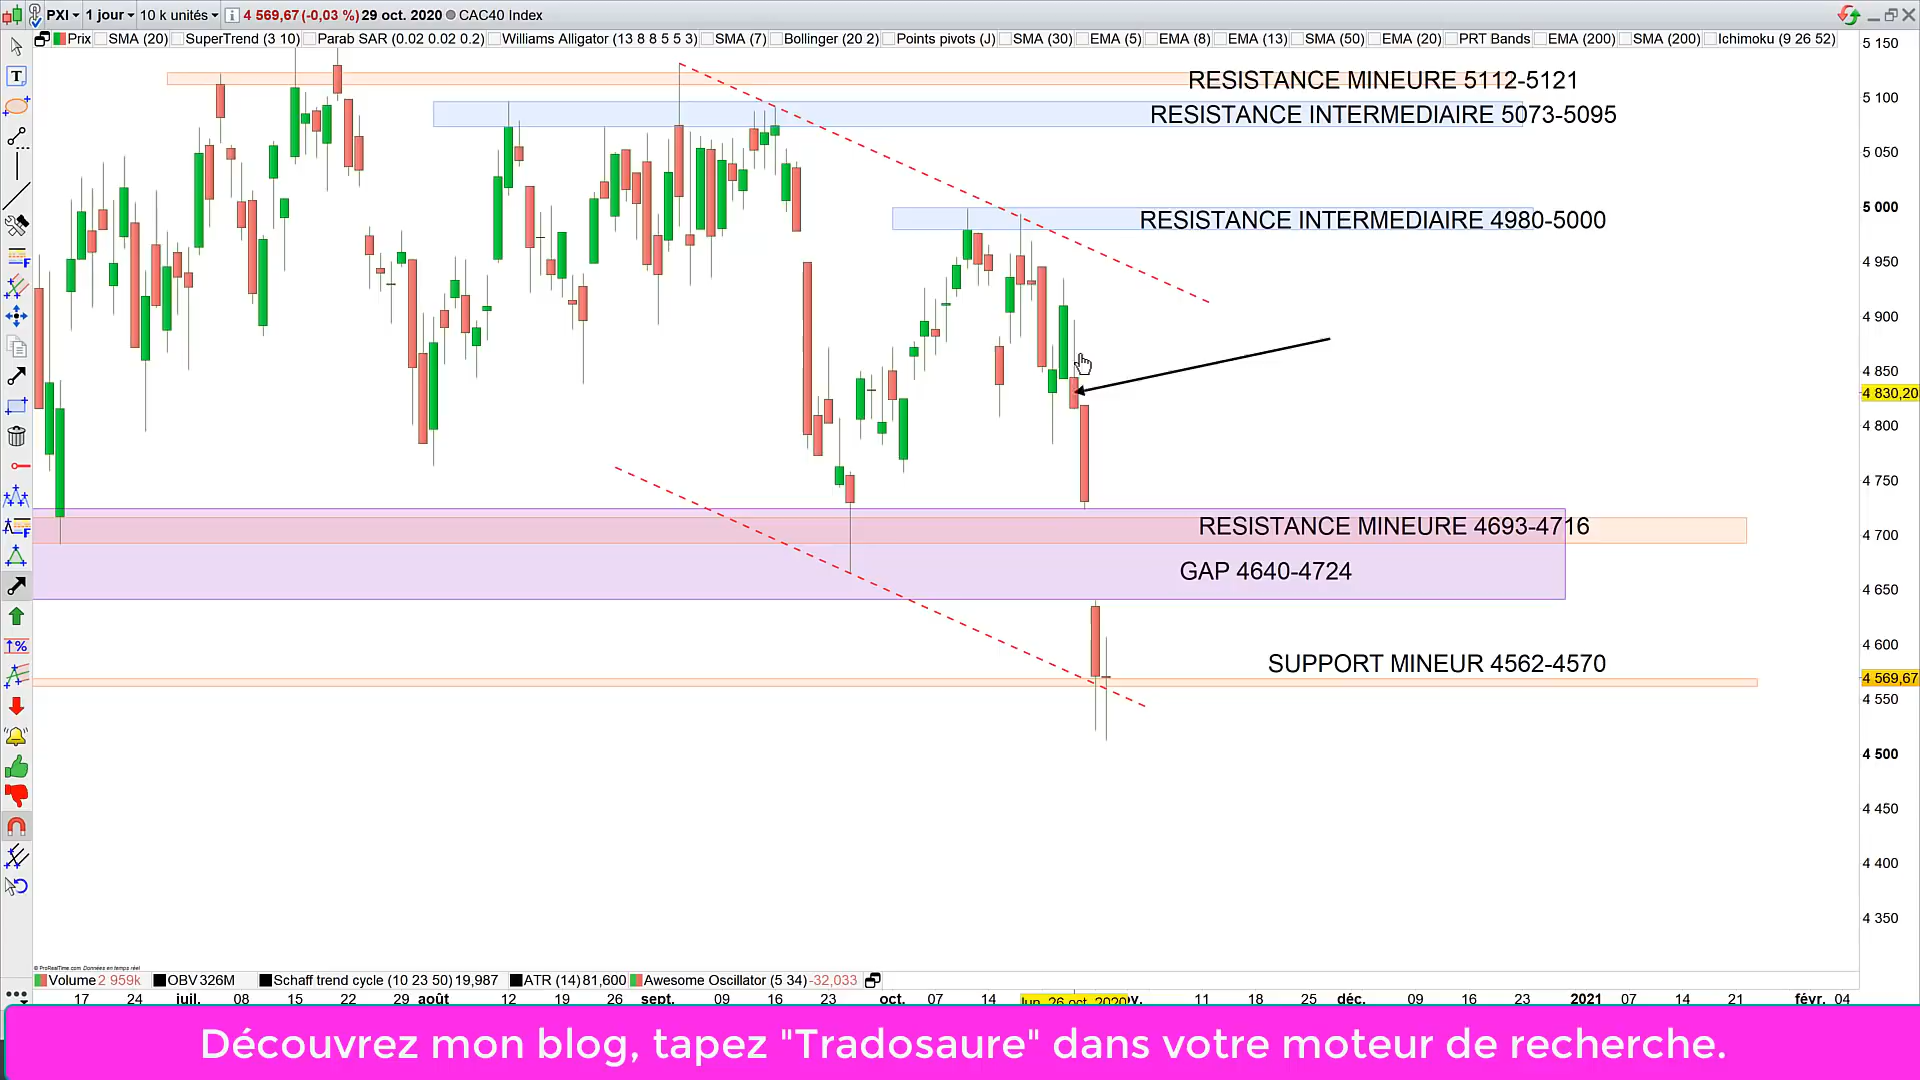 PXI 1 jour 10 k unités 4 569,67 (-0,03 %) 29 oct. 2020 CAC40 Index
Prix SMA (20) SuperTrend (3 10) Parab SAR (0.02 0.02 0.2) Williams Alligator (13 8 8 5 5 3) SMA (7) Bollinger (20 2) Points pivots (J) SMA (30) EMA (5) EMA (8) EMA (13) SMA (50) EMA (20) PRT Bands EMA (200) SMA (200) Ichimoku (9 26 52)
5 150
RESISTANCE MINEURE 5112-5121
5 100
RESISTANCE INTERMEDIAIRE 5073-5095
5 050
5 000
RESISTANCE INTERMEDIAIRE 4980-5000
4 950
4 900
4 850
4 830,20
4 800
4 750
RESISTANCE MINEURE 4693-4716
4 700
GAP 4640-4724
4 650
4 600
SUPPORT MINEUR 4562-4570
4 569,67
4 550
4 500
4 450
4 400
4 350
© ProRealTime.com Données en temps réel
Volume 2 959k OBV 326M Schaff trend cycle (10 23 50) 19,987 ATR (14) 81,600 Awesome Oscillator (5 34) -32,033
17 24 juil. 08 15 22 29 août 12 19 26 sept. 09 16 23 oct. 07 14 lun. 26 oct. 2020 11 18 25 déc. 09 16 23 2021 07 14 21 févr. 04
Découvrez mon blog, tapez "Tradosaure" dans votre moteur de recherche.